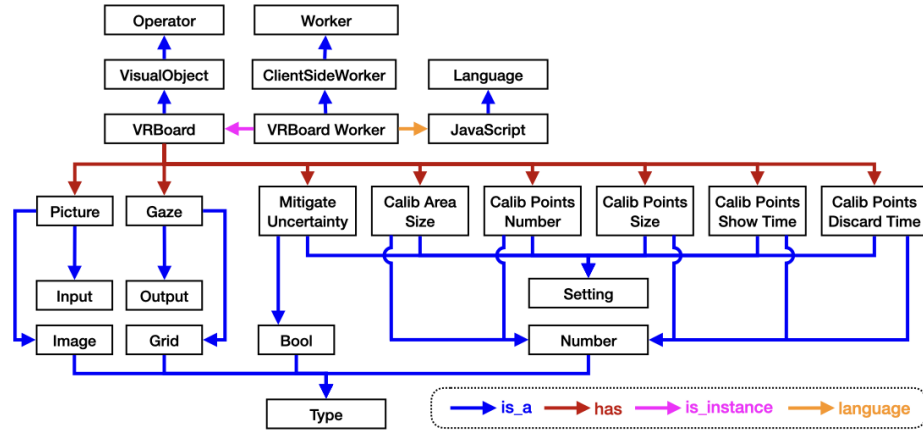 Operator
Worker
VisualObject
ClientSideWorker
Language
VRBoard
VRBoard Worker
JavaScript
Picture
Gaze
Mitigate
Uncertainty
Calib Area
Size
Calib Points
Number
Calib Points
Size
Calib Points
Show Time
Calib Points
Discard Time
Input
Output
Setting
Image
Grid
Bool
Number
Type
is_a
has
is_instance
language